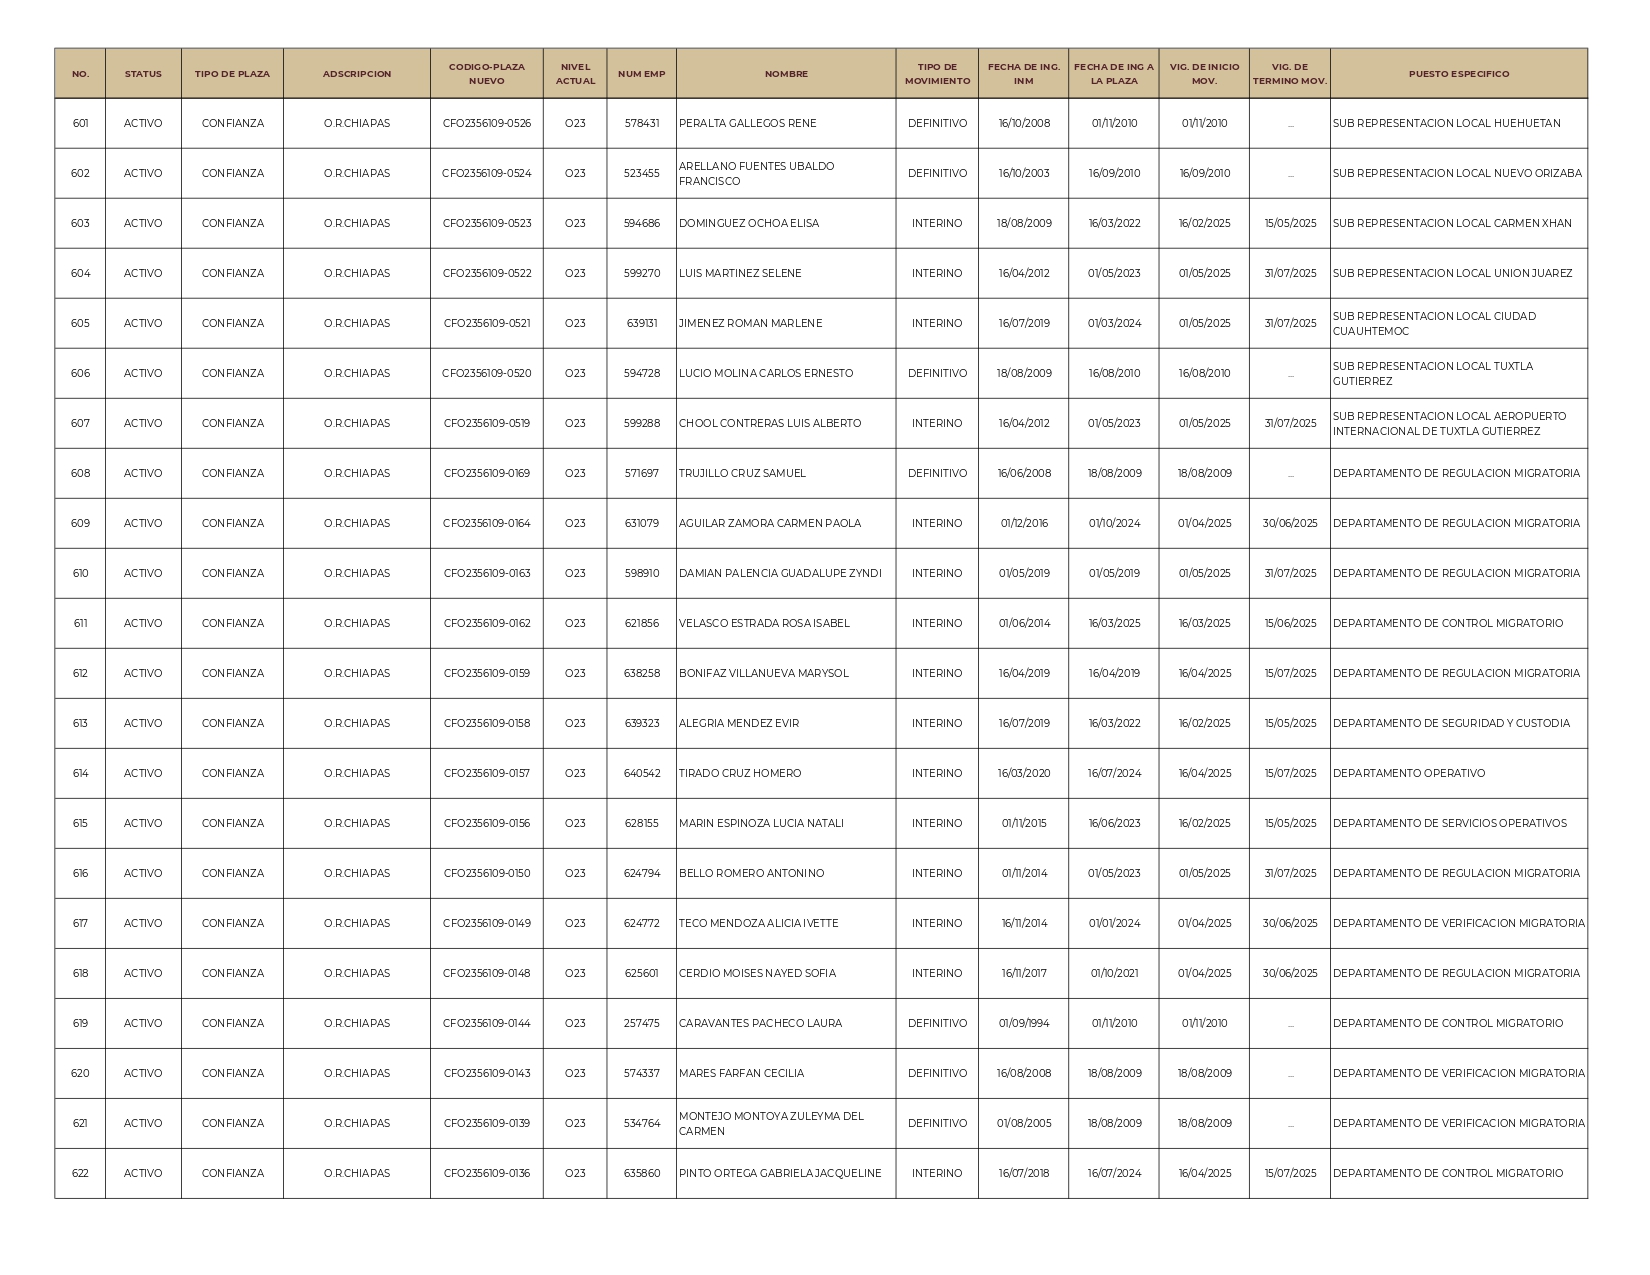 NO. STATUS TIPO DE PLAZA ADSCRIPCION CODIGO-PLAZA NUEVO NIVEL ACTUAL NUM EMP NOMBRE TIPO DE MOVIMIENTO FECHA DE ING. INM FECHA DE ING A LA PLAZA VIG. DE INICIO MOV. VIG. DE TERMINO MOV. PUESTO ESPECIFICO
601 ACTIVO CONFIANZA O.R.CHIAPAS CFO2356109-0526 O23 578431 PERALTA GALLEGOS RENE DEFINITIVO 16/10/2008 01/11/2010 01/11/2010 ... SUB REPRESENTACION LOCAL HUEHUETAN
602 ACTIVO CONFIANZA O.R.CHIAPAS CFO2356109-0524 O23 523455 ARELLANO FUENTES UBALDO FRANCISCO DEFINITIVO 16/10/2003 16/09/2010 16/09/2010 ... SUB REPRESENTACION LOCAL NUEVO ORIZABA
603 ACTIVO CONFIANZA O.R.CHIAPAS CFO2356109-0523 O23 594686 DOMINGUEZ OCHOA ELISA INTERINO 18/08/2009 16/03/2022 16/02/2025 15/05/2025 SUB REPRESENTACION LOCAL CARMEN XHAN
604 ACTIVO CONFIANZA O.R.CHIAPAS CFO2356109-0522 O23 599270 LUIS MARTINEZ SELENE INTERINO 16/04/2012 01/05/2023 01/05/2025 31/07/2025 SUB REPRESENTACION LOCAL UNION JUAREZ
605 ACTIVO CONFIANZA O.R.CHIAPAS CFO2356109-0521 O23 639131 JIMENEZ ROMAN MARLENE INTERINO 16/07/2019 01/03/2024 01/05/2025 31/07/2025 SUB REPRESENTACION LOCAL CIUDAD CUAUHTEMOC
606 ACTIVO CONFIANZA O.R.CHIAPAS CFO2356109-0520 O23 594728 LUCIO MOLINA CARLOS ERNESTO DEFINITIVO 18/08/2009 16/08/2010 16/08/2010 ... SUB REPRESENTACION LOCAL TUXTLA GUTIERREZ
607 ACTIVO CONFIANZA O.R.CHIAPAS CFO2356109-0519 O23 599288 CHOOL CONTRERAS LUIS ALBERTO INTERINO 16/04/2012 01/05/2023 01/05/2025 31/07/2025 SUB REPRESENTACION LOCAL AEROPUERTO INTERNACIONAL DE TUXTLA GUTIERREZ
608 ACTIVO CONFIANZA O.R.CHIAPAS CFO2356109-0169 O23 571697 TRUJILLO CRUZ SAMUEL DEFINITIVO 16/06/2008 18/08/2009 18/08/2009 ... DEPARTAMENTO DE REGULACION MIGRATORIA
609 ACTIVO CONFIANZA O.R.CHIAPAS CFO2356109-0164 O23 631079 AGUILAR ZAMORA CARMEN PAOLA INTERINO 01/12/2016 01/10/2024 01/04/2025 30/06/2025 DEPARTAMENTO DE REGULACION MIGRATORIA
610 ACTIVO CONFIANZA O.R.CHIAPAS CFO2356109-0163 O23 598910 DAMIAN PALENCIA GUADALUPE ZYNDI INTERINO 01/05/2019 01/05/2019 01/05/2025 31/07/2025 DEPARTAMENTO DE REGULACION MIGRATORIA
611 ACTIVO CONFIANZA O.R.CHIAPAS CFO2356109-0162 O23 621856 VELASCO ESTRADA ROSA ISABEL INTERINO 01/06/2014 16/03/2025 16/03/2025 15/06/2025 DEPARTAMENTO DE CONTROL MIGRATORIO
612 ACTIVO CONFIANZA O.R.CHIAPAS CFO2356109-0159 O23 638258 BONIFAZ VILLANUEVA MARYSOL INTERINO 16/04/2019 16/04/2019 16/04/2025 15/07/2025 DEPARTAMENTO DE REGULACION MIGRATORIA
613 ACTIVO CONFIANZA O.R.CHIAPAS CFO2356109-0158 O23 639323 ALEGRIA MENDEZ EVIR INTERINO 16/07/2019 16/03/2022 16/02/2025 15/05/2025 DEPARTAMENTO DE SEGURIDAD Y CUSTODIA
614 ACTIVO CONFIANZA O.R.CHIAPAS CFO2356109-0157 O23 640542 TIRADO CRUZ HOMERO INTERINO 16/03/2020 16/07/2024 16/04/2025 15/07/2025 DEPARTAMENTO OPERATIVO
615 ACTIVO CONFIANZA O.R.CHIAPAS CFO2356109-0156 O23 628155 MARIN ESPINOZA LUCIA NATALI INTERINO 01/11/2015 16/06/2023 16/02/2025 15/05/2025 DEPARTAMENTO DE SERVICIOS OPERATIVOS
616 ACTIVO CONFIANZA O.R.CHIAPAS CFO2356109-0150 O23 624794 BELLO ROMERO ANTONINO INTERINO 01/11/2014 01/05/2023 01/05/2025 31/07/2025 DEPARTAMENTO DE REGULACION MIGRATORIA
617 ACTIVO CONFIANZA O.R.CHIAPAS CFO2356109-0149 O23 624772 TECO MENDOZA ALICIA IVETTE INTERINO 16/11/2014 01/01/2024 01/04/2025 30/06/2025 DEPARTAMENTO DE VERIFICACION MIGRATORIA
618 ACTIVO CONFIANZA O.R.CHIAPAS CFO2356109-0148 O23 625601 CERDIO MOISES NAYED SOFIA INTERINO 16/11/2017 01/10/2021 01/04/2025 30/06/2025 DEPARTAMENTO DE REGULACION MIGRATORIA
619 ACTIVO CONFIANZA O.R.CHIAPAS CFO2356109-0144 O23 257475 CARAVANTES PACHECO LAURA DEFINITIVO 01/09/1994 01/11/2010 01/11/2010 ... DEPARTAMENTO DE CONTROL MIGRATORIO
620 ACTIVO CONFIANZA O.R.CHIAPAS CFO2356109-0143 O23 574337 MARES FARFAN CECILIA DEFINITIVO 16/08/2008 18/08/2009 18/08/2009 ... DEPARTAMENTO DE VERIFICACION MIGRATORIA
621 ACTIVO CONFIANZA O.R.CHIAPAS CFO2356109-0139 O23 534764 MONTEJO MONTOYA ZULEYMA DEL CARMEN DEFINITIVO 01/08/2005 18/08/2009 18/08/2009 ... DEPARTAMENTO DE VERIFICACION MIGRATORIA
622 ACTIVO CONFIANZA O.R.CHIAPAS CFO2356109-0136 O23 635860 PINTO ORTEGA GABRIELA JACQUELINE INTERINO 16/07/2018 16/07/2024 16/04/2025 15/07/2025 DEPARTAMENTO DE CONTROL MIGRATORIO